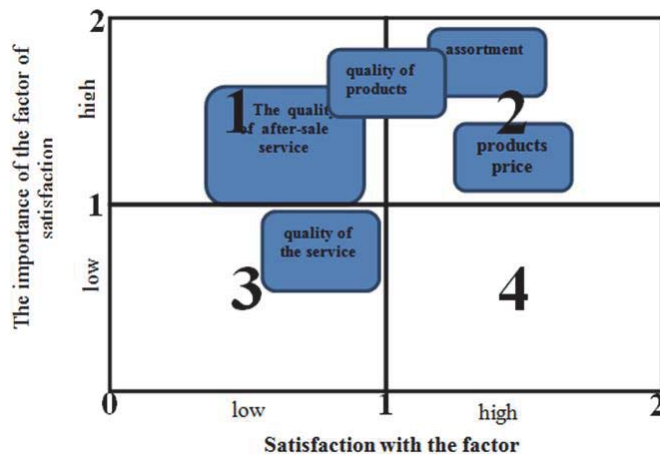 2
The importance of the factor of
satisfaction
high
low
1
assortment
quality of
products
1
The quality
of after-sale
service
2
products
price
quality of
the service
3
4
0
low
1
high
2
Satisfaction with the factor